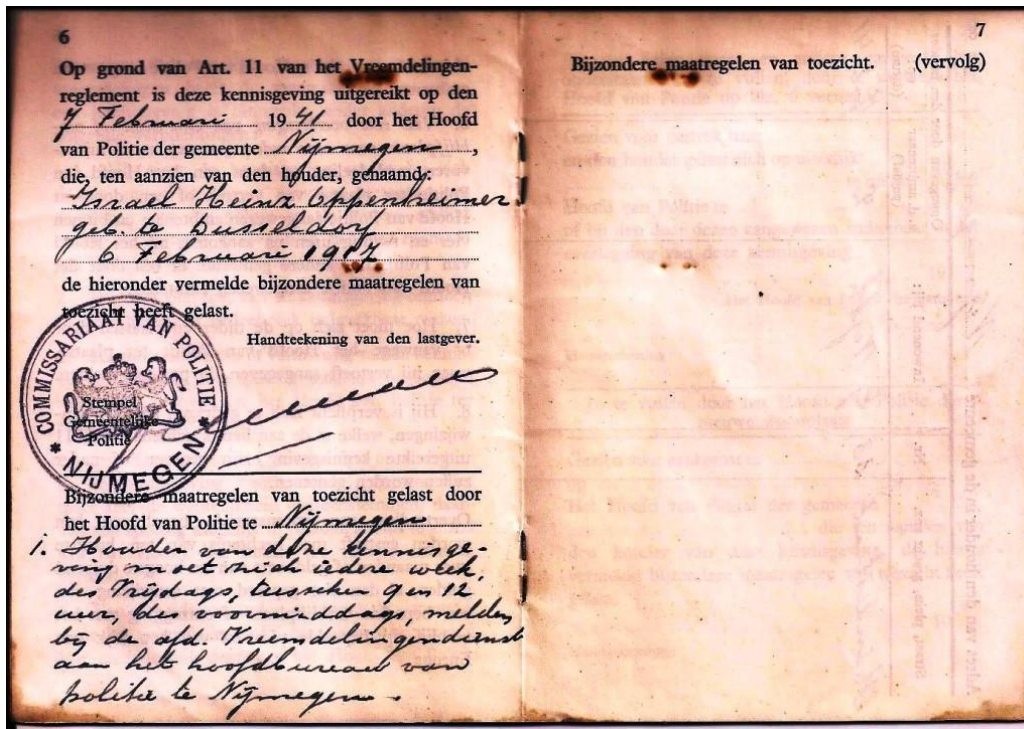 6
Op grond van Art. 11 van het Vreemdelingen-
reglement is deze kennisgeving uitgereikt op den
7 Februari 1941 door het Hoofd
van Politie der gemeente Nijmegen,
die, ten aanzien van den houder, genaamd:
Israel Heinz Oppenheimer
geb. te Dusseldorf
6 Februari 1917
de hieronder vermelde bijzondere maatregelen van
toezicht heeft gelast.
Handteekening van den lastgever.
COMMISSARIAAT VAN POLITIE
* NIJMEGEN *
Stempel
Gemeentelijke
Politie
Bijzondere maatregelen van toezicht gelast door
het Hoofd van Politie te Nijmegen
1. Houder van deze kennisge-
ving moet zich iedere week,
des Vrijdags, tusschen 9 en 12
uur, des voormiddags, melden
bij de afd. Vreemdelingendienst
aan het hoofdbureau van
politie te Nijmegen.
7
Bijzondere maatregelen van toezicht. (vervolg)